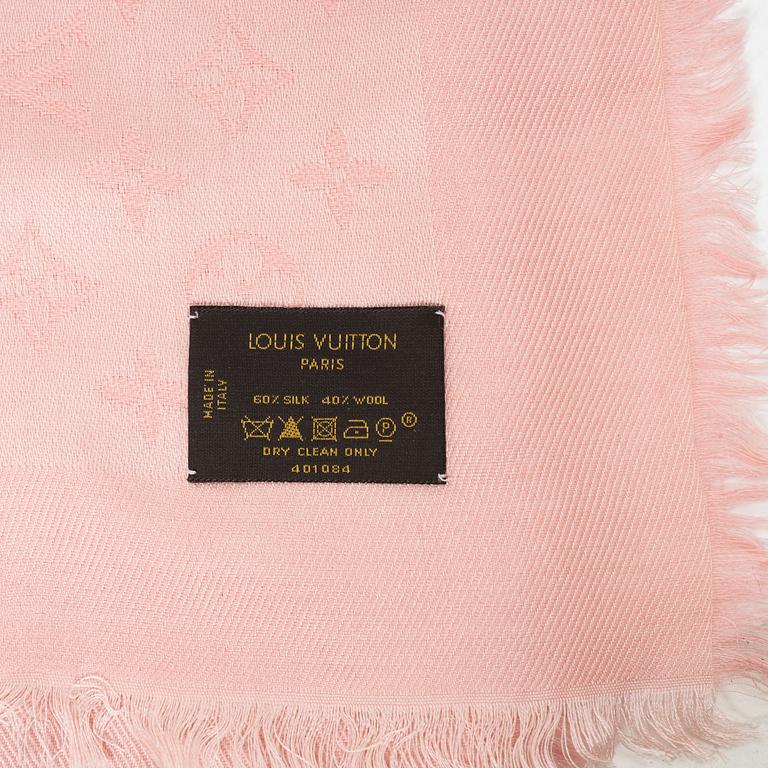 LOUIS VUITTON
PARIS
MADE IN
ITALY
60% SILK 40% WOOL
P ®
DRY CLEAN ONLY
401084